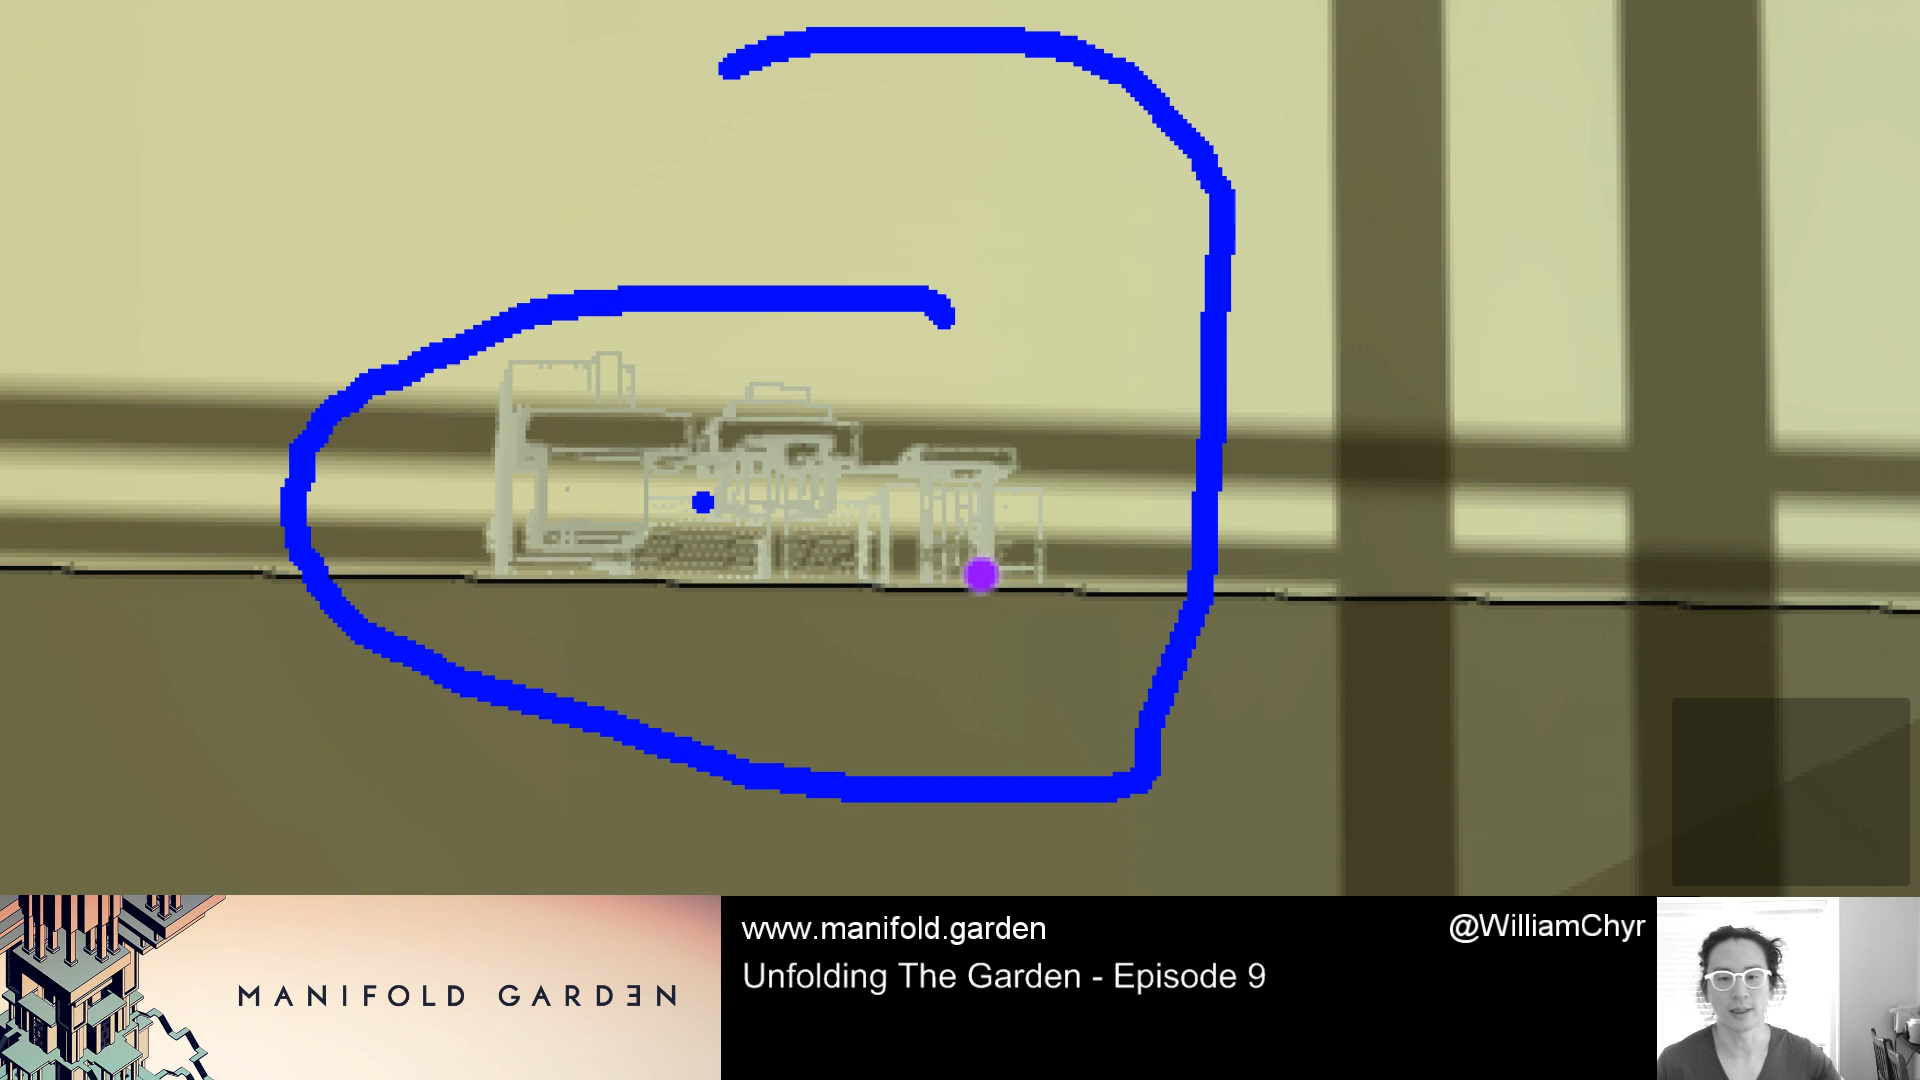 www.manifold.garden
@WilliamChyr
Unfolding The Garden - Episode 9
MANIFOLD GARDƎN